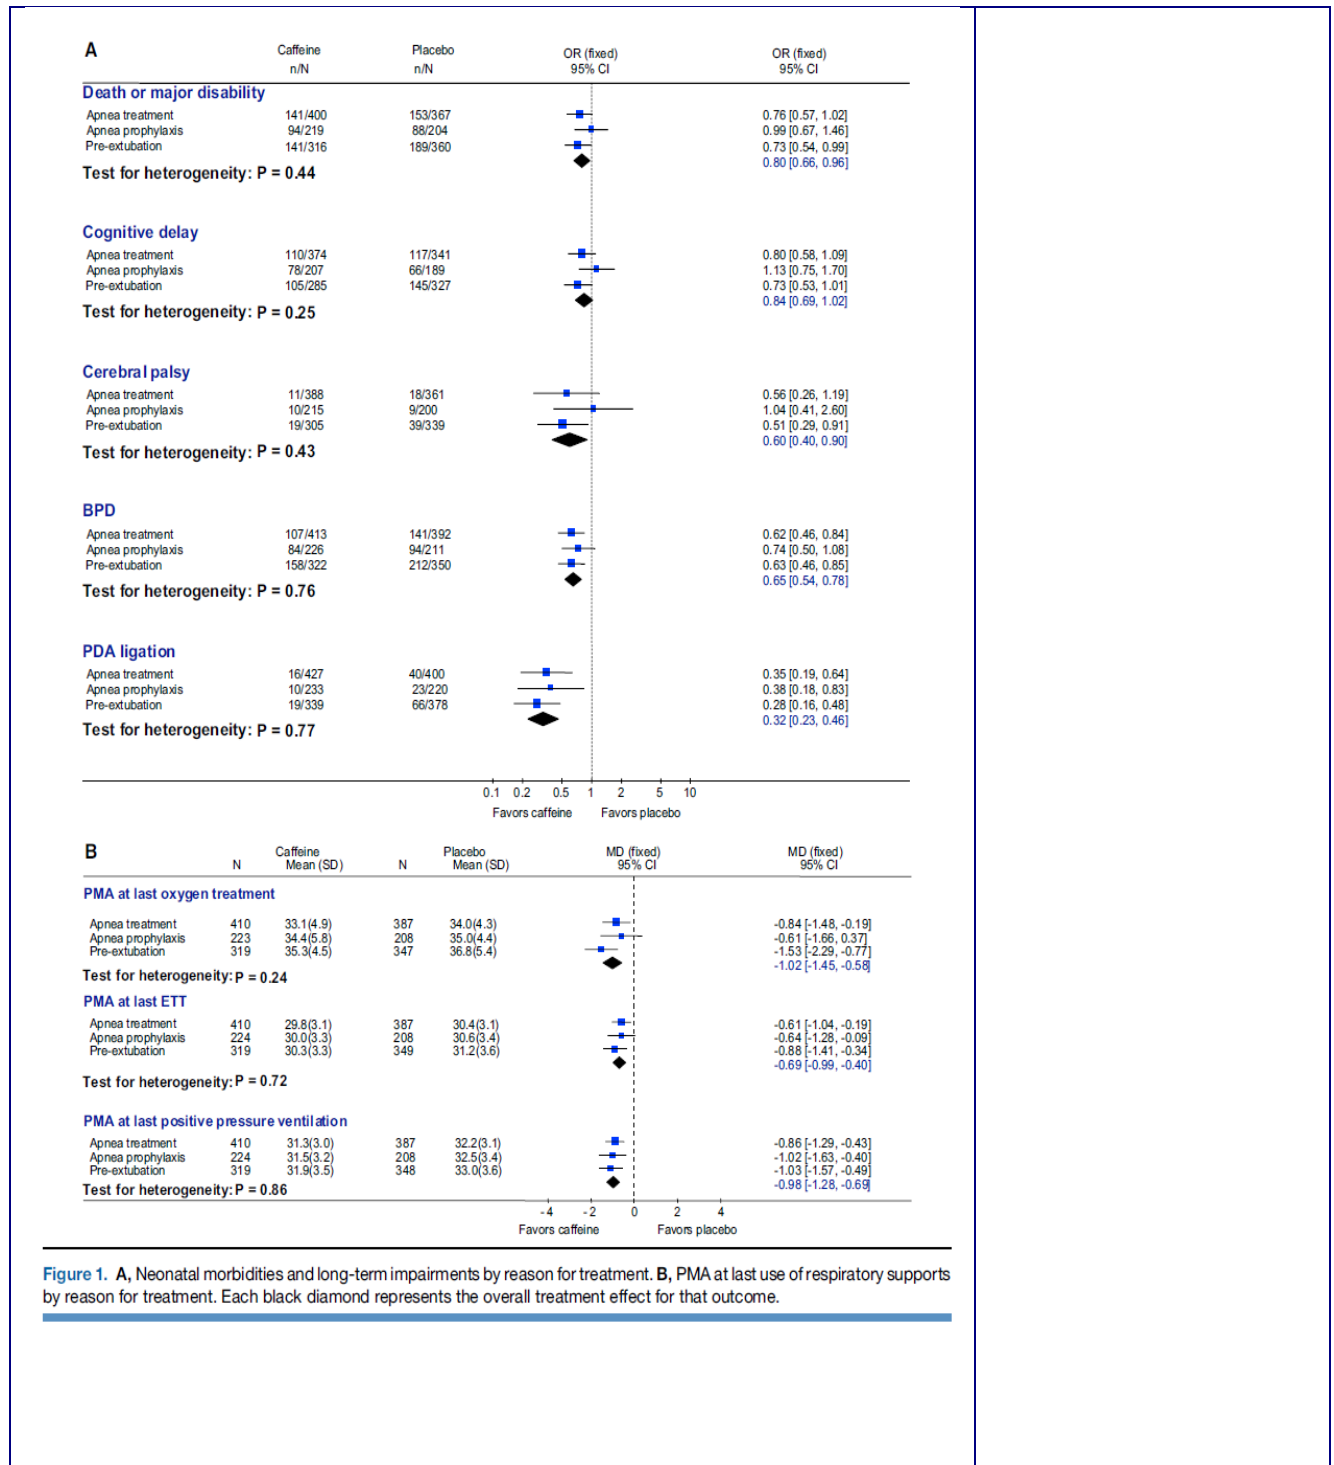 A
Caffeine Placebo OR (fixed) OR (fixed)
n/N n/N 95% CI 95% CI
Death or major disability
Apnea treatment 141/400 153/367 0.76 [0.57, 1.02]
Apnea prophylaxis 94/219 88/204 0.99 [0.67, 1.46]
Pre-extubation 141/316 189/360 0.73 [0.54, 0.99]
0.80 [0.66, 0.96]
Test for heterogeneity: P = 0.44
Cognitive delay
Apnea treatment 110/374 117/341 0.80 [0.58, 1.09]
Apnea prophylaxis 78/207 66/189 1.13 [0.75, 1.70]
Pre-extubation 105/285 145/327 0.73 [0.53, 1.01]
0.84 [0.69, 1.02]
Test for heterogeneity: P = 0.25
Cerebral palsy
Apnea treatment 11/388 18/361 0.56 [0.26, 1.19]
Apnea prophylaxis 10/215 9/200 1.04 [0.41, 2.60]
Pre-extubation 19/305 39/339 0.51 [0.29, 0.91]
0.60 [0.40, 0.90]
Test for heterogeneity: P = 0.43
BPD
Apnea treatment 107/413 141/392 0.62 [0.46, 0.84]
Apnea prophylaxis 84/226 94/211 0.74 [0.50, 1.08]
Pre-extubation 158/322 212/350 0.63 [0.46, 0.85]
0.65 [0.54, 0.78]
Test for heterogeneity: P = 0.76
PDA ligation
Apnea treatment 16/427 40/400 0.35 [0.19, 0.64]
Apnea prophylaxis 10/233 23/220 0.38 [0.18, 0.83]
Pre-extubation 19/339 66/378 0.28 [0.16, 0.48]
0.32 [0.23, 0.46]
Test for heterogeneity: P = 0.77
0.1 0.2 0.5 1 2 5 10
Favors caffeine Favors placebo
B
Caffeine Placebo MD (fixed) MD (fixed)
N Mean (SD) N Mean (SD) 95% CI 95% CI
PMA at last oxygen treatment
Apnea treatment 410 33.1(4.9) 387 34.0(4.3) -0.84 [-1.48, -0.19]
Apnea prophylaxis 223 34.4(5.8) 208 35.0(4.4) -0.61 [-1.66, 0.37]
Pre-extubation 319 35.3(4.5) 347 36.8(5.4) -1.53 [-2.29, -0.77]
-1.02 [-1.45, -0.58]
Test for heterogeneity: P = 0.24
PMA at last ETT
Apnea treatment 410 29.8(3.1) 387 30.4(3.1) -0.61 [-1.04, -0.19]
Apnea prophylaxis 224 30.0(3.3) 208 30.6(3.4) -0.64 [-1.28, -0.09]
Pre-extubation 319 30.3(3.3) 349 31.2(3.6) -0.88 [-1.41, -0.34]
-0.69 [-0.99, -0.40]
Test for heterogeneity: P = 0.72
PMA at last positive pressure ventilation
Apnea treatment 410 31.3(3.0) 387 32.2(3.1) -0.86 [-1.29, -0.43]
Apnea prophylaxis 224 31.5(3.2) 208 32.5(3.4) -1.02 [-1.63, -0.40]
Pre-extubation 319 31.9(3.5) 348 33.0(3.6) -1.03 [-1.57, -0.49]
-0.98 [-1.28, -0.69]
Test for heterogeneity: P = 0.86
-4 -2 0 2 4
Favors caffeine Favors placebo
Figure 1. A, Neonatal morbidities and long-term impairments by reason for treatment. B, PMA at last use of respiratory supports
by reason for treatment. Each black diamond represents the overall treatment effect for that outcome.